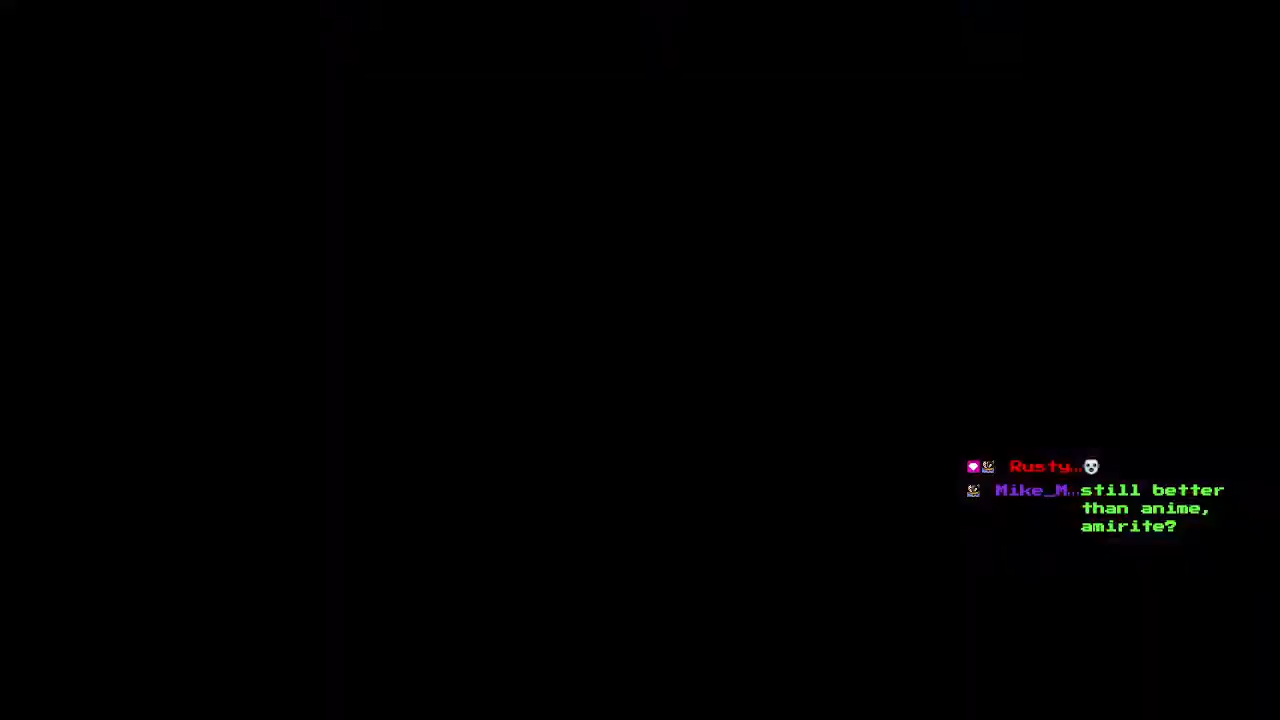 Rusty…
Mike_M…still better
than anime,
amirite?